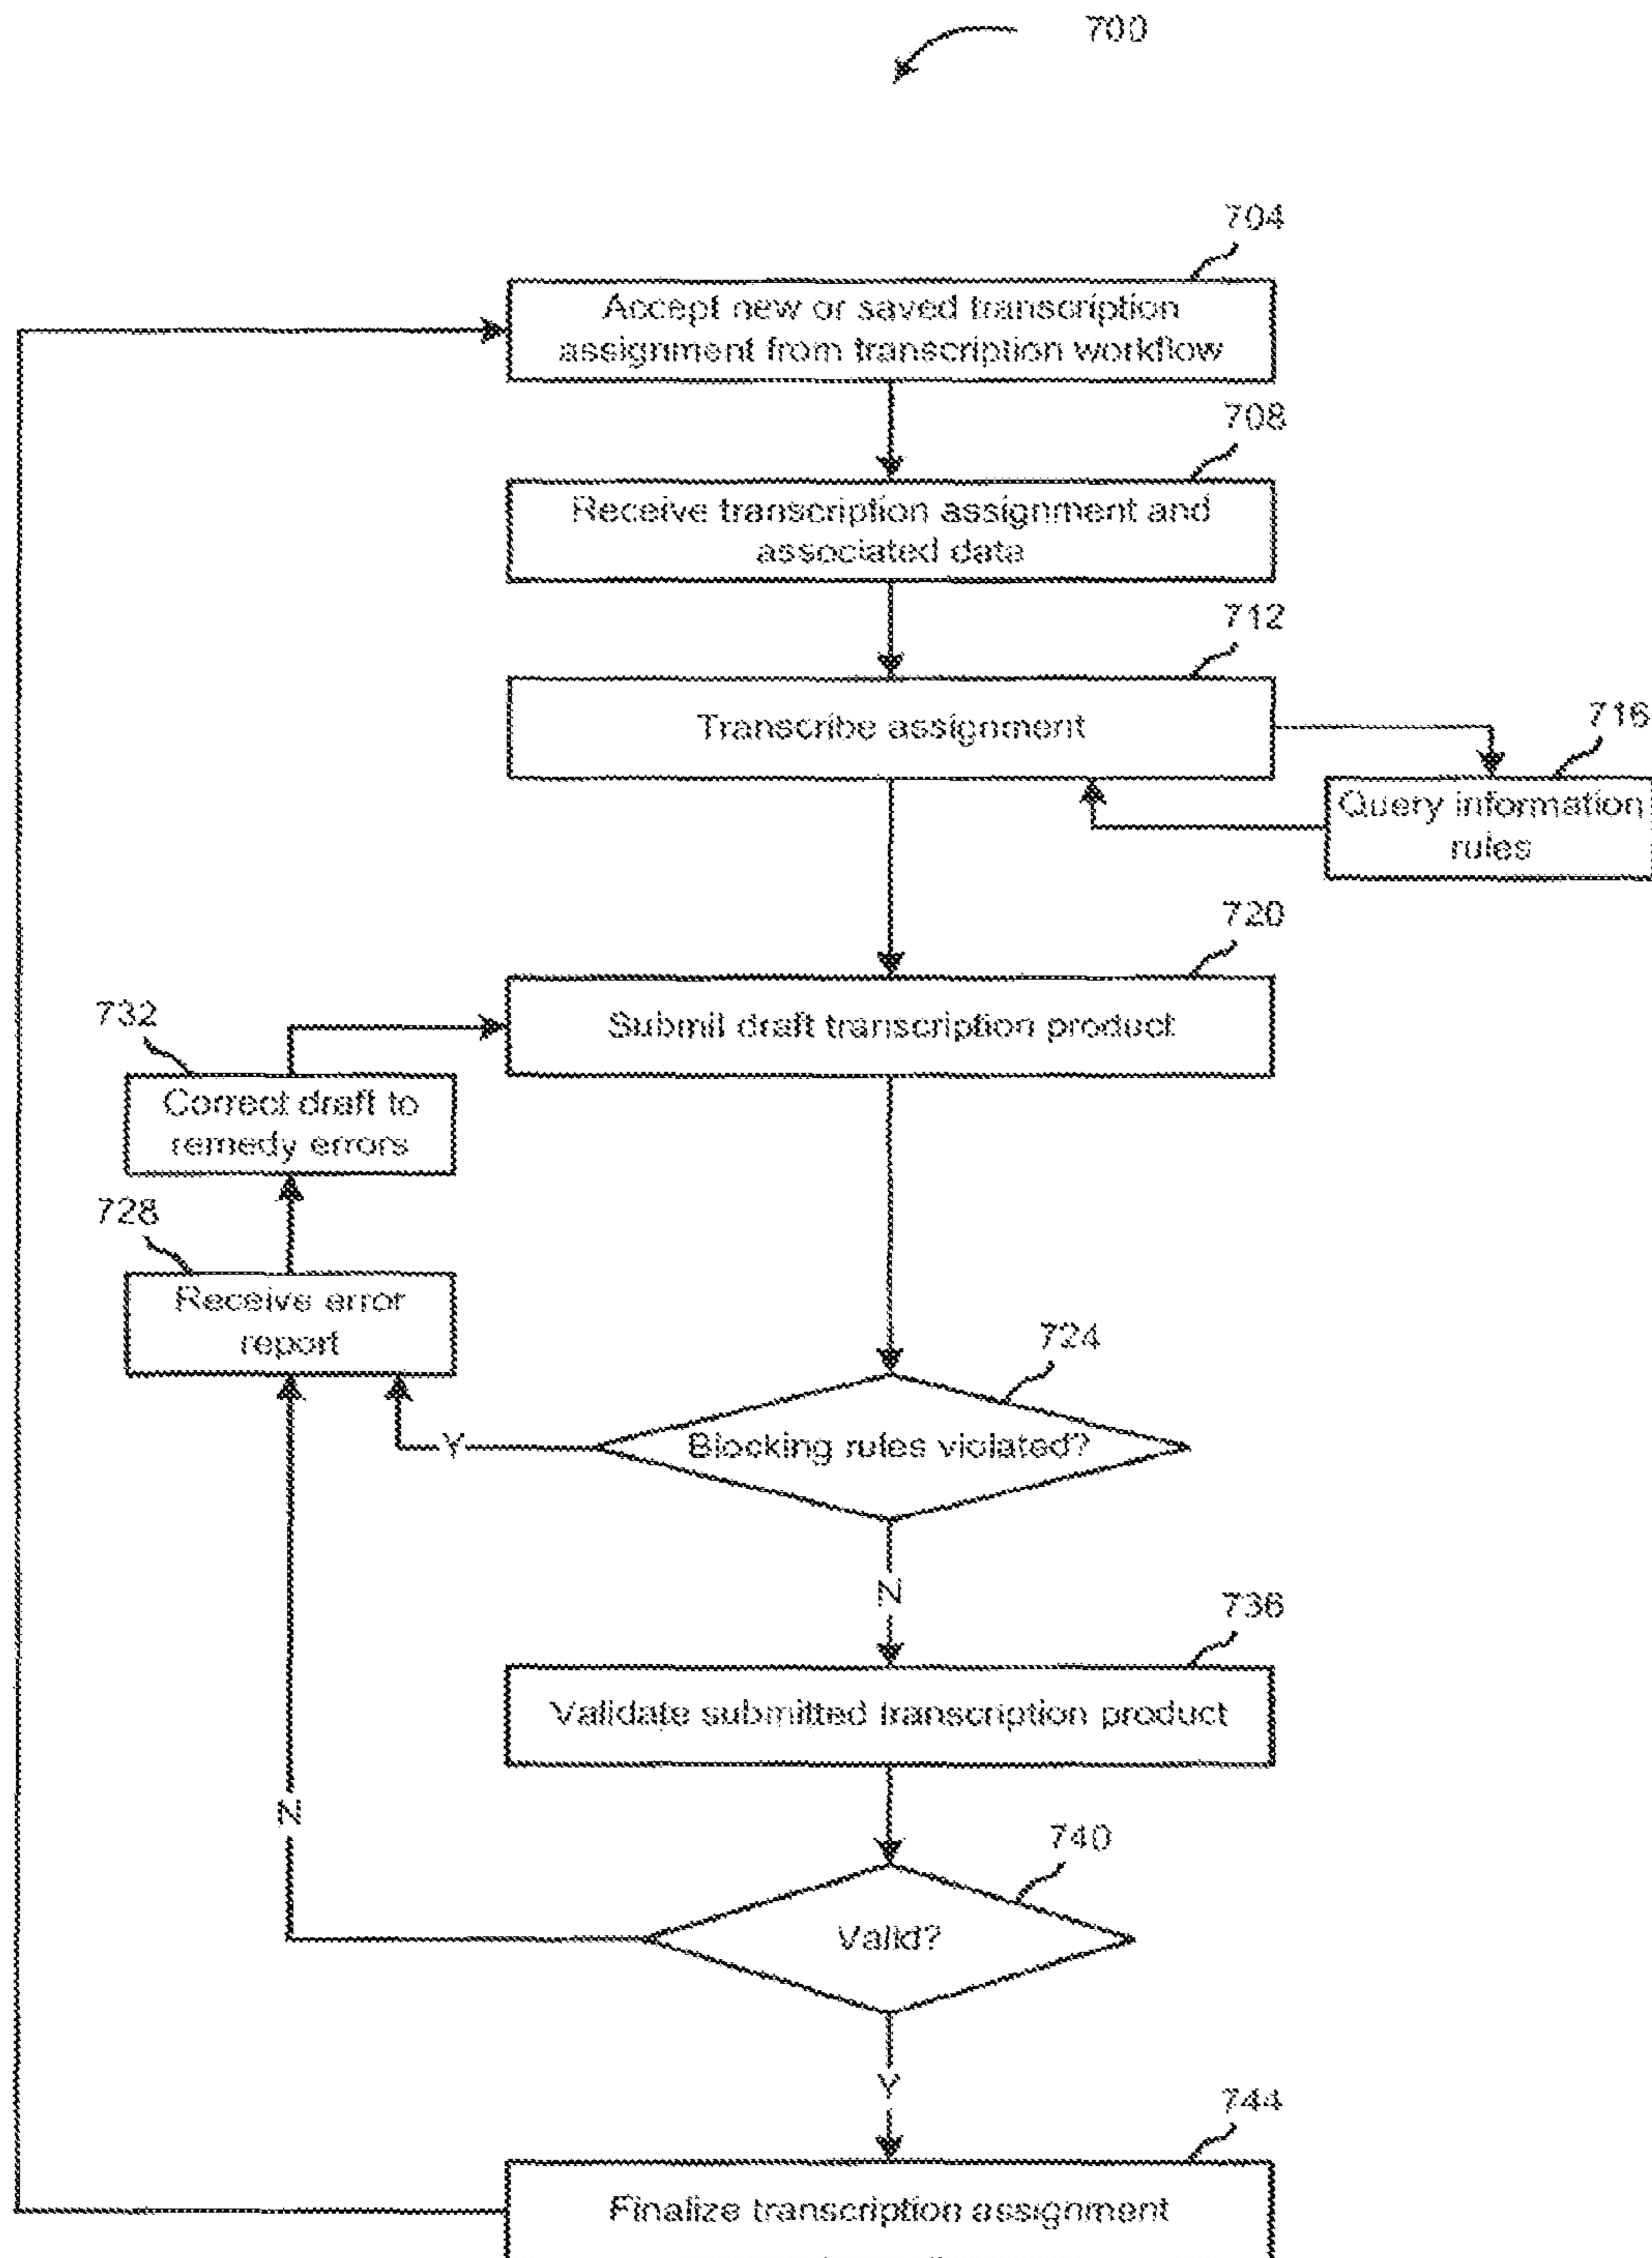 700
704
Accept new or saved transcription
assignment from transcription workflow
708
Receive transcription assignment and
associated data
712
Transcribe assignment
716
Query information
rules
720
Submit draft transcription product
732
Correct draft to
remedy errors
728
Receive error
report
724
Blocking rules violated?
Y
N
736
Validate submitted transcription product
N
740
Valid?
Y
744
Finalize transcription assignment